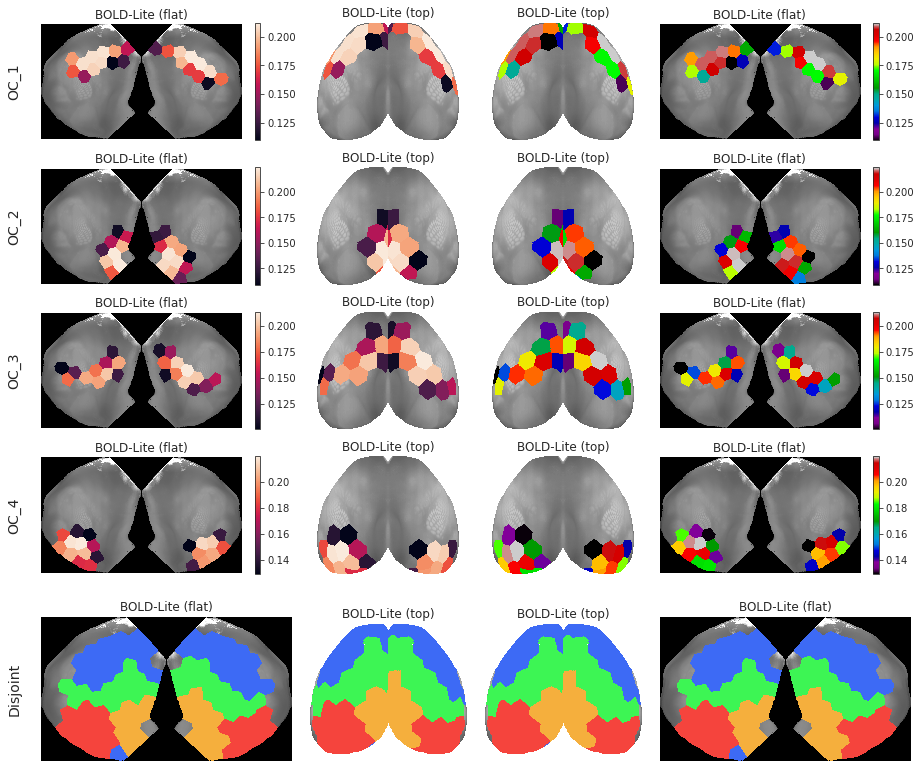 BOLD-Lite (flat) BOLD-Lite (top) BOLD-Lite (top) BOLD-Lite (flat)
OC_1
0.200 0.200
0.175 0.175
0.150 0.150
0.125 0.125
BOLD-Lite (flat) BOLD-Lite (top) BOLD-Lite (top) BOLD-Lite (flat)
OC_2
0.200 0.200
0.175 0.175
0.150 0.150
0.125 0.125
BOLD-Lite (flat) BOLD-Lite (top) BOLD-Lite (top) BOLD-Lite (flat)
OC_3
0.200 0.200
0.175 0.175
0.150 0.150
0.125 0.125
BOLD-Lite (flat) BOLD-Lite (top) BOLD-Lite (top) BOLD-Lite (flat)
OC_4
0.20 0.20
0.18 0.18
0.16 0.16
0.14 0.14
BOLD-Lite (flat) BOLD-Lite (top) BOLD-Lite (top) BOLD-Lite (flat)
Disjoint